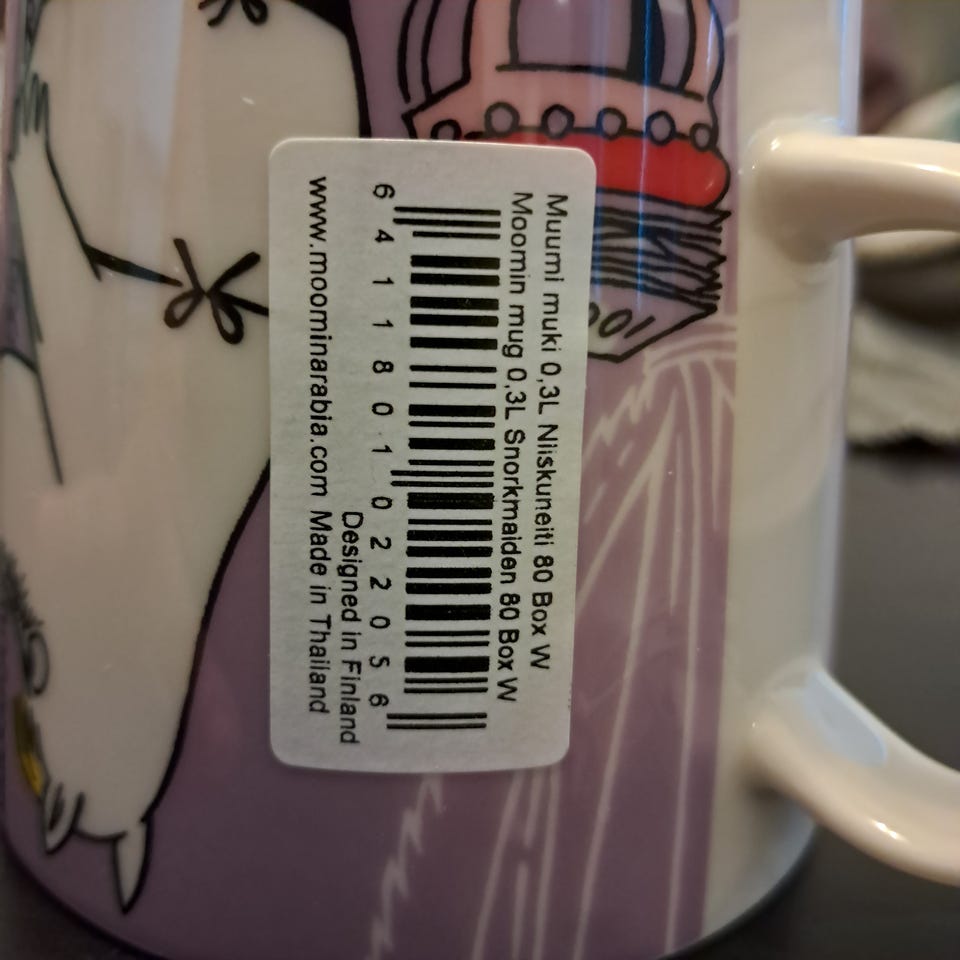 Muumi muki 0,3L Niiskuneiti 80 Box W
Moomin mug 0,3L Snorkmaiden 80 Box W
6 411801 022056
Designed in Finland
www.moominarabia.com Made in Thailand